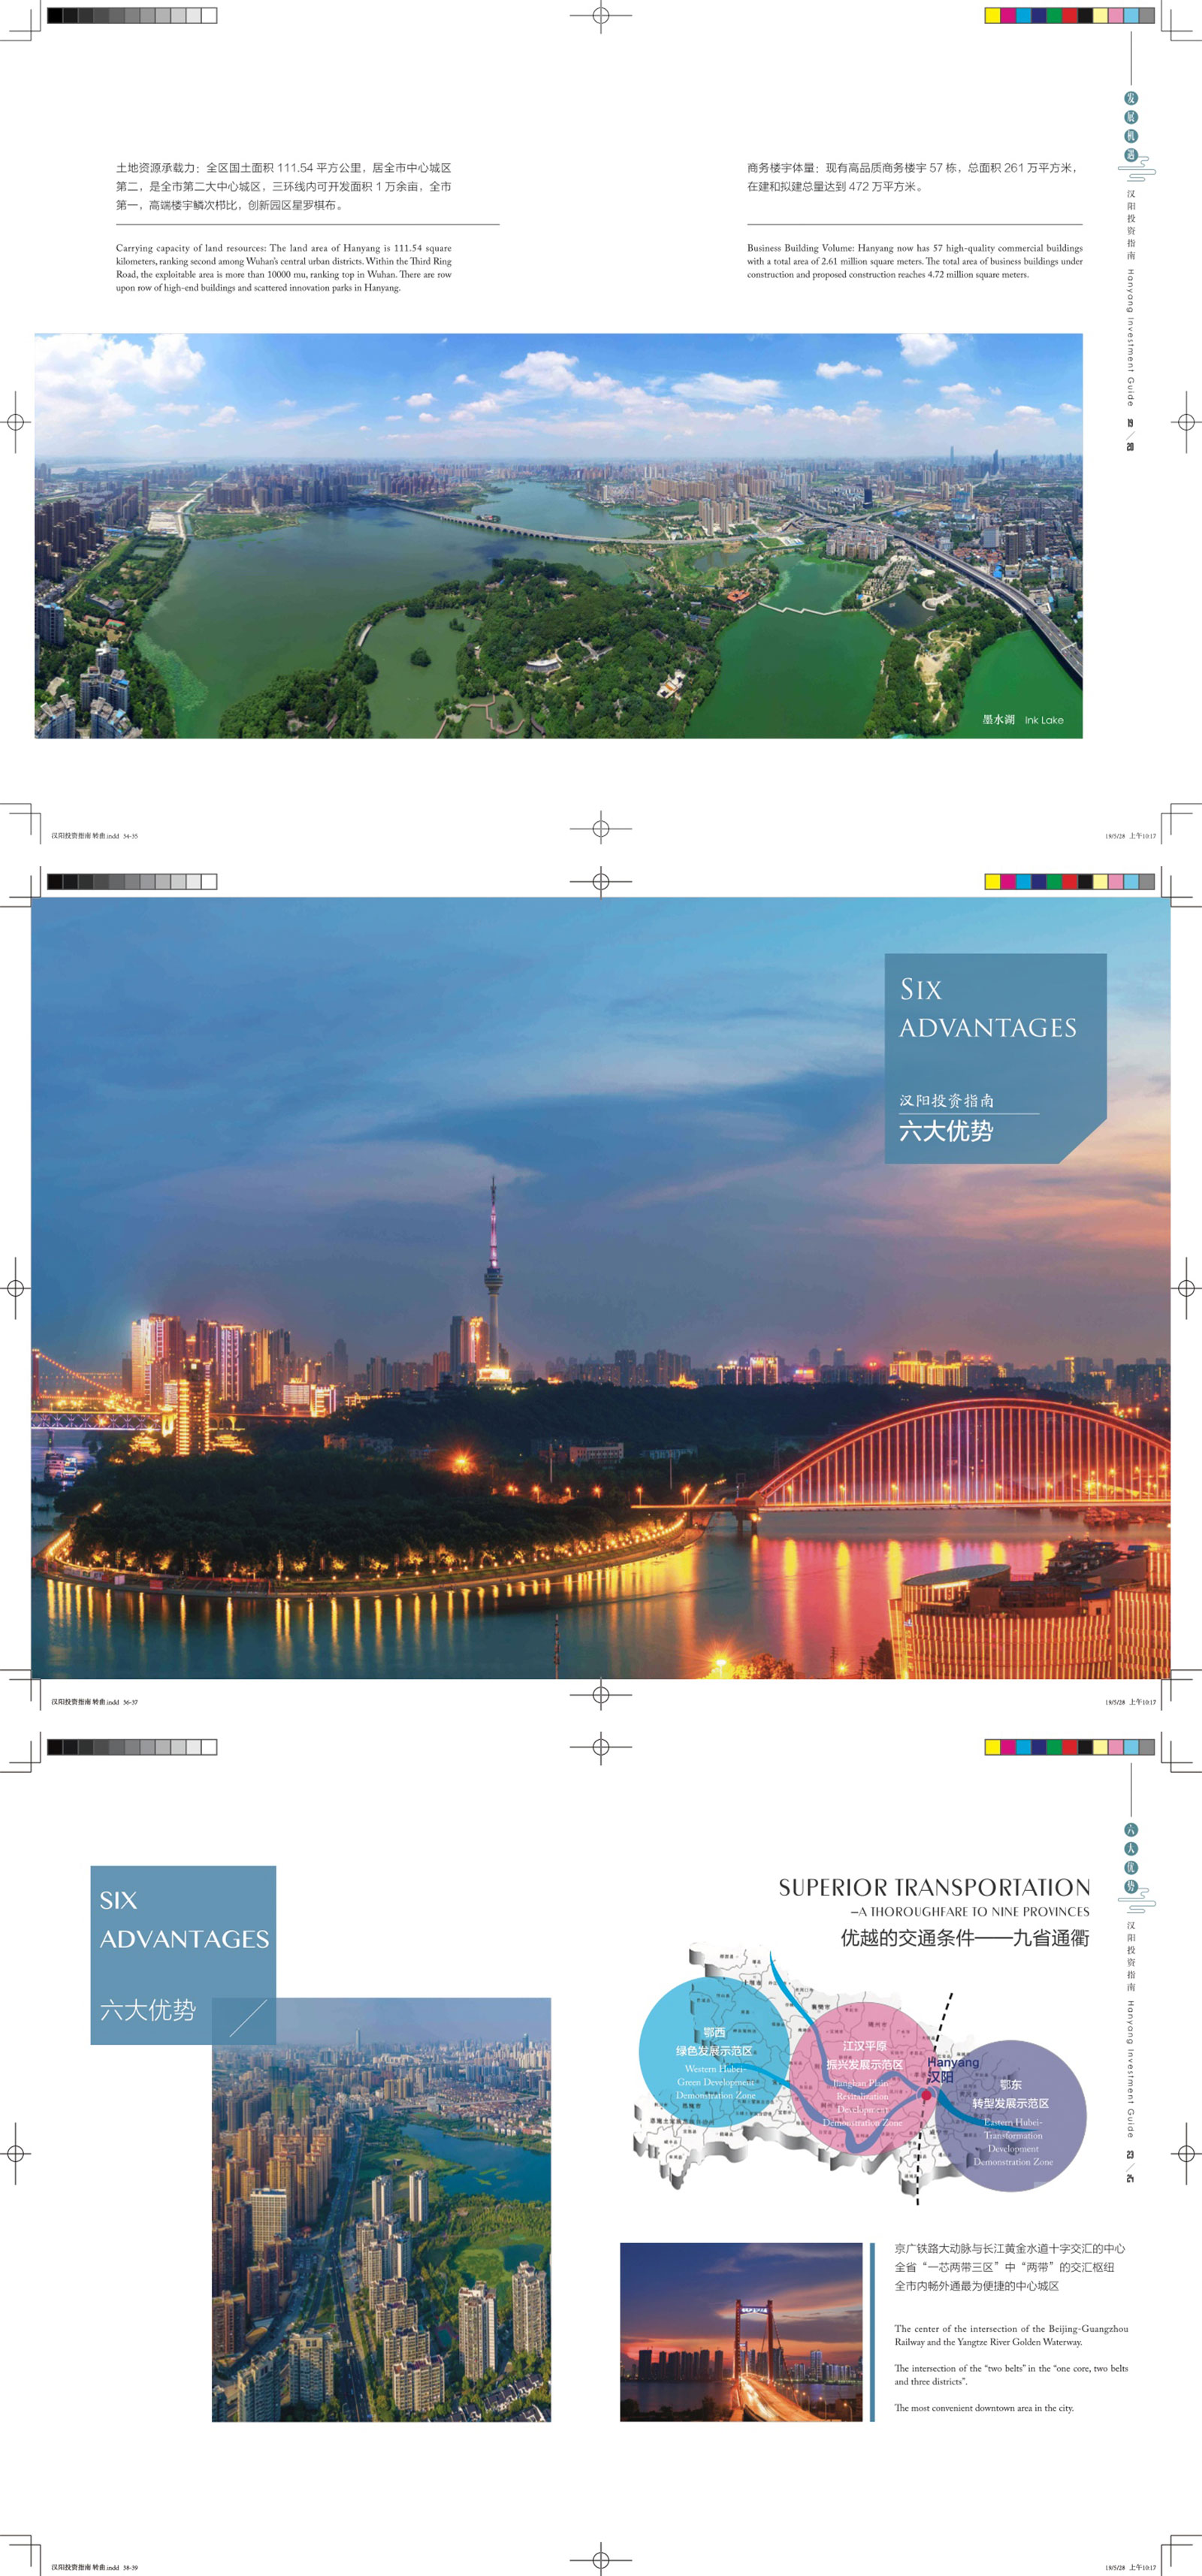 发展机遇
汉阳投资指南 Hanyang Investment Guide
土地资源承载力：全区国土面积 111.54 平方公里，居全市中心城区
第二，是全市第二大中心城区，三环线内可开发面积 1 万余亩，全市
第一，高端楼宇鳞次栉比，创新园区星罗棋布。
Carrying capacity of land resources: The land area of Hanyang is 111.54 square
kilometers, ranking second among Wuhan's central urban districts. Within the Third Ring
Road, the exploitable area is more than 10000 mu, ranking top in Wuhan. There are row
upon row of high-end buildings and scattered innovation parks in Hanyang.
商务楼宇体量：现有高品质商务楼宇 57 栋，总面积 261 万平方米，
在建和拟建总量达到 472 万平方米。
Business Building Volume: Hanyang now has 57 high-quality commercial buildings
with a total area of 2.61 million square meters. The total area of business buildings under
construction and proposed construction reaches 4.72 million square meters.
墨水湖 Ink Lake
汉阳投资指南 转曲.indd 34-35
19/5/28 上午10:17
SIX
ADVANTAGES
汉阳投资指南
六大优势
汉阳投资指南 转曲.indd 36-37
19/5/28 上午10:17
六大优势
汉阳投资指南 Hanyang Investment Guide
SIX
ADVANTAGES
六大优势
SUPERIOR TRANSPORTATION
—A THOROUGHFARE TO NINE PROVINCES
优越的交通条件——九省通衢
鄂西
绿色发展示范区
Western Hubei-
Green Development
Demonstration Zone
江汉平原
振兴发展示范区
Jianghan Plain-
Revitalization
Development
Demonstration Zone
Hanyang
汉阳
鄂东
转型发展示范区
Eastern Hubei-
Transformation
Development
Demonstration Zone
京广铁路大动脉与长江黄金水道十字交汇的中心
全省“一芯两带三区”中“两带”的交汇枢纽
全市内畅外通最为便捷的中心城区
The center of the intersection of the Beijing-Guangzhou
Railway and the Yangtze River Golden Waterway.
The intersection of the “two belts” in the “one core, two belts
and three districts”.
The most convenient downtown area in the city.
汉阳投资指南 转曲.indd 38-39
19/5/28 上午10:17